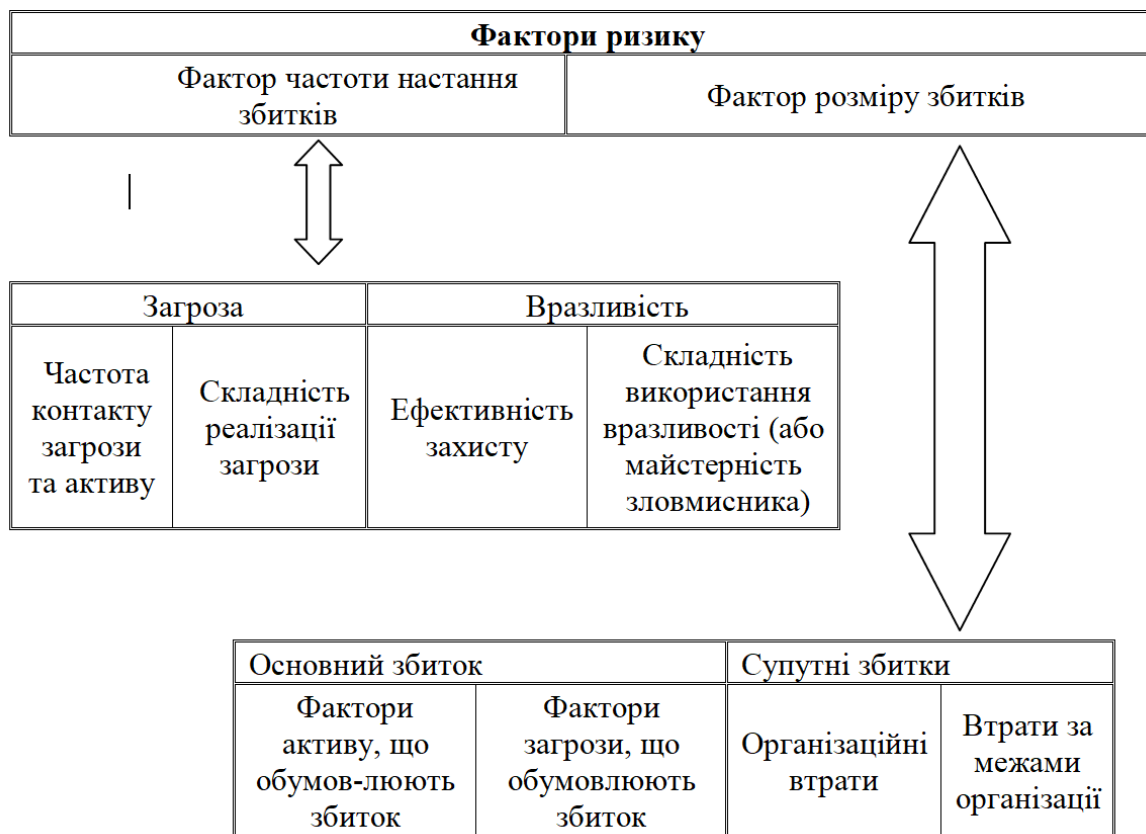 Фактори ризику
Фактор частоти настання
збитків
Фактор розміру збитків
Загроза
Вразливість
Частота
контакту
загрози
та активу
Складність
реалізації
загрози
Ефективність
захисту
Складність
використання
вразливості (або
майстерність
зловмисника)
Основний збиток
Супутні збитки
Фактори
активу, що
обумов-люють
збиток
Фактори
загрози, що
обумовлюють
збиток
Організаційні
втрати
Втрати за
межами
організації